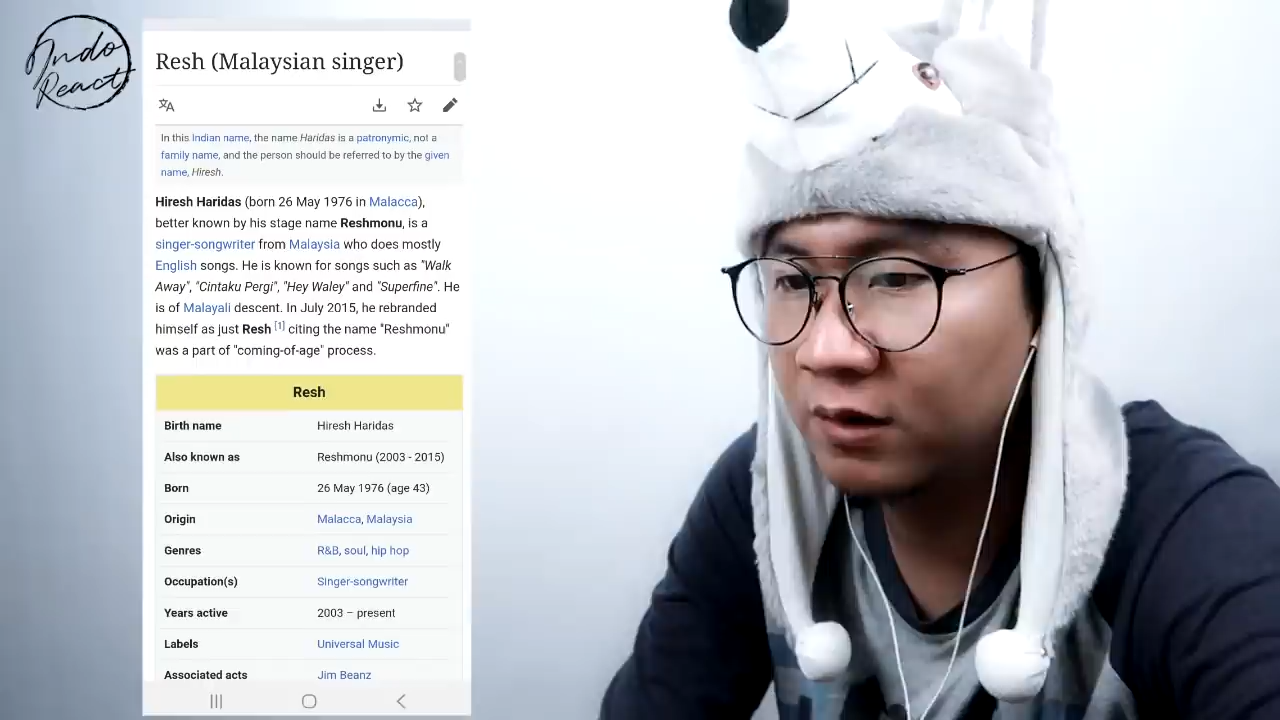 Indo
React
Resh (Malaysian singer)
In this Indian name, the name Haridas is a patronymic, not a
family name, and the person should be referred to by the given
name, Hiresh.
Hiresh Haridas (born 26 May 1976 in Malacca),
better known by his stage name Reshmonu, is a
singer-songwriter from Malaysia who does mostly
English songs. He is known for songs such as "Walk
Away", "Cintaku Pergi", "Hey Waley" and "Superfine". He
is of Malayali descent. In July 2015, he rebranded
himself as just Resh [1] citing the name "Reshmonu"
was a part of "coming-of-age" process.
Resh
Birth name Hiresh Haridas
Also known as Reshmonu (2003 - 2015)
Born 26 May 1976 (age 43)
Origin Malacca, Malaysia
Genres R&B, soul, hip hop
Occupation(s) Singer-songwriter
Years active 2003 – present
Labels Universal Music
Associated acts Jim Beanz